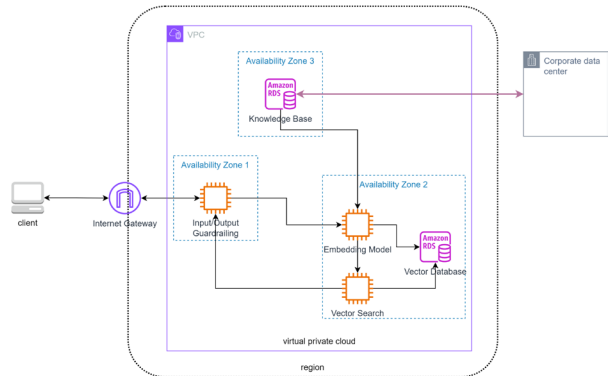 VPC
Availability Zone 3
Amazon
RDS
Knowledge Base
Corporate data
center
Availability Zone 1
Input/Output
Guardrailing
client
Internet Gateway
Availability Zone 2
Embedding Model
Amazon
RDS
Vector Database
Vector Search
virtual private cloud
region